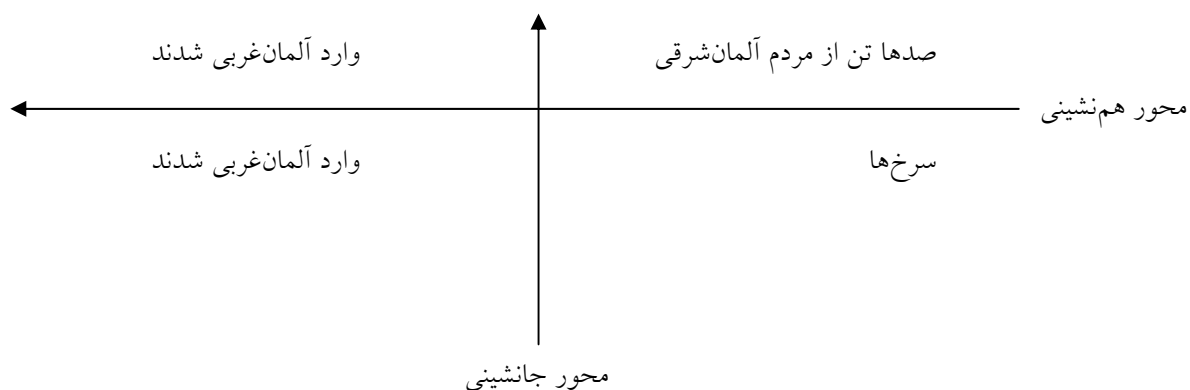 صدها تن از مردم آلمان‌شرقی
وارد آلمان‌غربی شدند
محور هم‌نشینی
سرخ‌ها
وارد آلمان‌غربی شدند
محور جانشینی